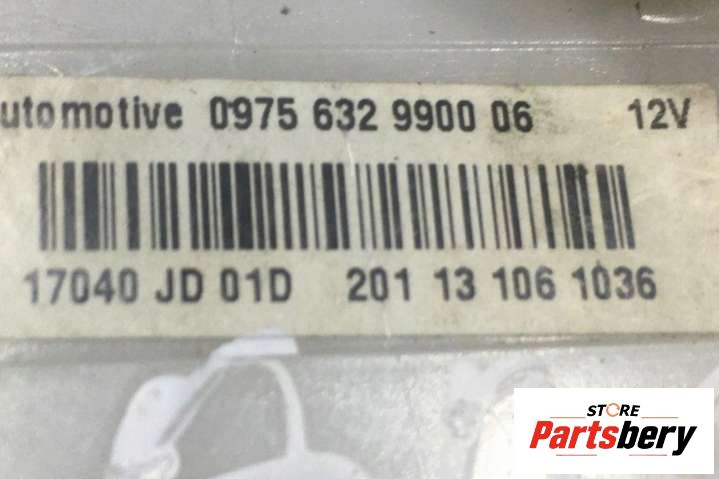 utomotive 0975 632 9900 06 12V
17040 JD 01D 201 13 106 1036
STORE
Partsbery